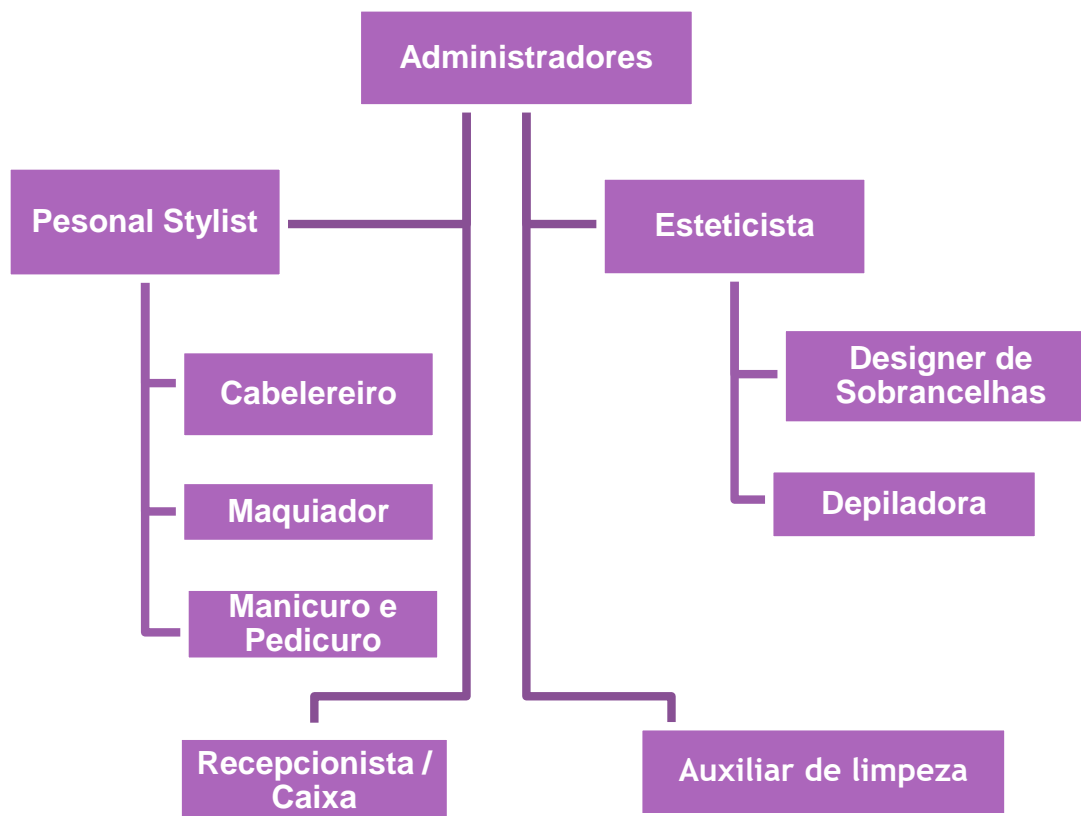 Administradores
Pesonal Stylist
Esteticista
Cabelereiro
Designer de
Sobrancelhas
Maquiador
Depiladora
Manicuro e
Pedicuro
Recepcionista /
Caixa
Auxiliar de limpeza